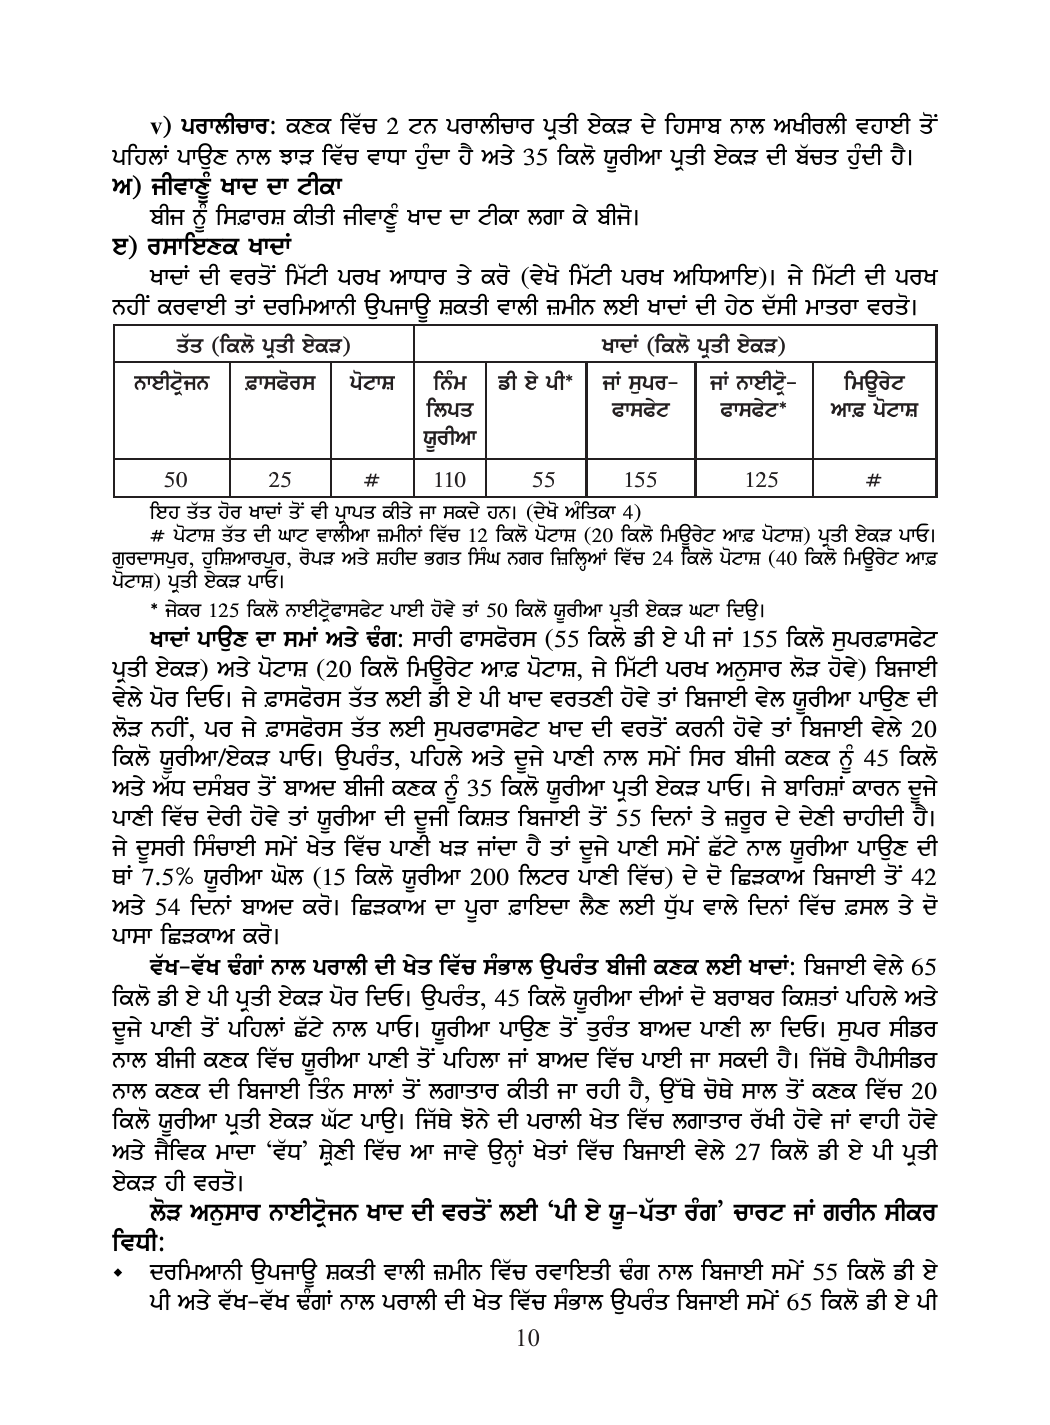 v) ਪਰਾਲੀਚਾਰ: ਕਣਕ ਵਿੱਚ 2 ਟਨ ਪਰਾਲੀਚਾਰ ਪ੍ਰਤੀ ਏਕੜ ਦੇ ਹਿਸਾਬ ਨਾਲ ਅਖੀਰਲੀ ਵਹਾਈ ਤੋਂ
ਪਹਿਲਾਂ ਪਾਉਣ ਨਾਲ ਝਾੜ ਵਿੱਚ ਵਾਧਾ ਹੁੰਦਾ ਹੈ ਅਤੇ 35 ਕਿਲੋ ਯੂਰੀਆ ਪ੍ਰਤੀ ਏਕੜ ਦੀ ਬੱਚਤ ਹੁੰਦੀ ਹੈ।
ਅ) ਜੀਵਾਣੂੰ ਖਾਦ ਦਾ ਟੀਕਾ
ਬੀਜ ਨੂੰ ਸਿਫ਼ਾਰਸ਼ ਕੀਤੀ ਜੀਵਾਣੂੰ ਖਾਦ ਦਾ ਟੀਕਾ ਲਗਾ ਕੇ ਬੀਜੋ।
ੲ) ਰਸਾਇਣਕ ਖਾਦਾਂ
ਖਾਦਾਂ ਦੀ ਵਰਤੋਂ ਮਿੱਟੀ ਪਰਖ ਆਧਾਰ ਤੇ ਕਰੋ (ਵੇਖੋ ਮਿੱਟੀ ਪਰਖ ਅਧਿਆਇ)। ਜੇ ਮਿੱਟੀ ਦੀ ਪਰਖ
ਨਹੀਂ ਕਰਵਾਈ ਤਾਂ ਦਰਮਿਆਨੀ ਉਪਜਾਊ ਸ਼ਕਤੀ ਵਾਲੀ ਜ਼ਮੀਨ ਲਈ ਖਾਦਾਂ ਦੀ ਹੇਠ ਦੱਸੀ ਮਾਤਰਾ ਵਰਤੋ।
ਤੱਤ (ਕਿਲੋ ਪ੍ਰਤੀ ਏਕੜ) ਖਾਦਾਂ (ਕਿਲੋ ਪ੍ਰਤੀ ਏਕੜ)
ਨਾਈਟ੍ਰੋਜਨ ਫ਼ਾਸਫੋਰਸ ਪੋਟਾਸ਼ ਨਿੰਮ ਡੀ ਏ ਪੀ* ਜਾਂ ਸੁਪਰ- ਜਾਂ ਨਾਈਟ੍ਰੋ- ਮਿਊਰੇਟ
ਲਿਪਤ ਫਾਸਫੇਟ ਫਾਸਫੇਟ* ਆਫ਼ ਪੋਟਾਸ਼
ਯੂਰੀਆ
50 25 # 110 55 155 125 #
ਇਹ ਤੱਤ ਹੋਰ ਖਾਦਾਂ ਤੋਂ ਵੀ ਪ੍ਰਾਪਤ ਕੀਤੇ ਜਾ ਸਕਦੇ ਹਨ। (ਦੇਖੋ ਅੰਤਿਕਾ 4)
# ਪੋਟਾਸ਼ ਤੱਤ ਦੀ ਘਾਟ ਵਾਲੀਆ ਜ਼ਮੀਨਾਂ ਵਿੱਚ 12 ਕਿਲੋ ਪੋਟਾਸ਼ (20 ਕਿਲੋ ਮਿਊਰੇਟ ਆਫ਼ ਪੋਟਾਸ਼) ਪ੍ਰਤੀ ਏਕੜ ਪਾਓ।
ਗੁਰਦਾਸਪੁਰ, ਹੁਸ਼ਿਆਰਪੁਰ, ਰੋਪੜ ਅਤੇ ਸ਼ਹੀਦ ਭਗਤ ਸਿੰਘ ਨਗਰ ਜ਼ਿਲ੍ਹਿਆਂ ਵਿੱਚ 24 ਕਿਲੋ ਪੋਟਾਸ਼ (40 ਕਿਲੋ ਮਿਊਰੇਟ ਆਫ਼
ਪੋਟਾਸ਼) ਪ੍ਰਤੀ ਏਕੜ ਪਾਓ।
* ਜੇਕਰ 125 ਕਿਲੋ ਨਾਈਟ੍ਰੋਫਾਸਫੇਟ ਪਾਈ ਹੋਵੇ ਤਾਂ 50 ਕਿਲੋ ਯੂਰੀਆ ਪ੍ਰਤੀ ਏਕੜ ਘਟਾ ਦਿਉ।
ਖਾਦਾਂ ਪਾਉਣ ਦਾ ਸਮਾਂ ਅਤੇ ਢੰਗ: ਸਾਰੀ ਫਾਸਫੋਰਸ (55 ਕਿਲੋ ਡੀ ਏ ਪੀ ਜਾਂ 155 ਕਿਲੋ ਸੁਪਰਫ਼ਾਸਫੇਟ
ਪ੍ਰਤੀ ਏਕੜ) ਅਤੇ ਪੋਟਾਸ਼ (20 ਕਿਲੋ ਮਿਊਰੇਟ ਆਫ਼ ਪੋਟਾਸ਼, ਜੇ ਮਿੱਟੀ ਪਰਖ ਅਨੁਸਾਰ ਲੋੜ ਹੋਵੇ) ਬਿਜਾਈ
ਵੇਲੇ ਪੋਰ ਦਿਓ। ਜੇ ਫ਼ਾਸਫੋਰਸ ਤੱਤ ਲਈ ਡੀ ਏ ਪੀ ਖਾਦ ਵਰਤਣੀ ਹੋਵੇ ਤਾਂ ਬਿਜਾਈ ਵੇਲ ਯੂਰੀਆ ਪਾਉਣ ਦੀ
ਲੋੜ ਨਹੀਂ, ਪਰ ਜੇ ਫ਼ਾਸਫੋਰਸ ਤੱਤ ਲਈ ਸੁਪਰਫਾਸਫੇਟ ਖਾਦ ਦੀ ਵਰਤੋਂ ਕਰਨੀ ਹੋਵੇ ਤਾਂ ਬਿਜਾਈ ਵੇਲੇ 20
ਕਿਲੋ ਯੂਰੀਆ/ਏਕੜ ਪਾਓ। ਉਪਰੰਤ, ਪਹਿਲੇ ਅਤੇ ਦੂਜੇ ਪਾਣੀ ਨਾਲ ਸਮੇਂ ਸਿਰ ਬੀਜੀ ਕਣਕ ਨੂੰ 45 ਕਿਲੋ
ਅਤੇ ਅੱਧ ਦਸੰਬਰ ਤੋਂ ਬਾਅਦ ਬੀਜੀ ਕਣਕ ਨੂੰ 35 ਕਿਲੋ ਯੂਰੀਆ ਪ੍ਰਤੀ ਏਕੜ ਪਾਓ। ਜੇ ਬਾਰਿਸ਼ਾਂ ਕਾਰਨ ਦੂਜੇ
ਪਾਣੀ ਵਿੱਚ ਦੇਰੀ ਹੋਵੇ ਤਾਂ ਯੂਰੀਆ ਦੀ ਦੂਜੀ ਕਿਸ਼ਤ ਬਿਜਾਈ ਤੋਂ 55 ਦਿਨਾਂ ਤੇ ਜ਼ਰੂਰ ਦੇ ਦੇਣੀ ਚਾਹੀਦੀ ਹੈ।
ਜੇ ਦੂਸਰੀ ਸਿੰਚਾਈ ਸਮੇਂ ਖੇਤ ਵਿੱਚ ਪਾਣੀ ਖੜ ਜਾਂਦਾ ਹੈ ਤਾਂ ਦੂਜੇ ਪਾਣੀ ਸਮੇਂ ਛੱਟੇ ਨਾਲ ਯੂਰੀਆ ਪਾਉਣ ਦੀ
ਥਾਂ 7.5% ਯੂਰੀਆ ਘੋਲ (15 ਕਿਲੋ ਯੂਰੀਆ 200 ਲਿਟਰ ਪਾਣੀ ਵਿੱਚ) ਦੇ ਦੋ ਛਿੜਕਾਅ ਬਿਜਾਈ ਤੋਂ 42
ਅਤੇ 54 ਦਿਨਾਂ ਬਾਅਦ ਕਰੋ। ਛਿੜਕਾਅ ਦਾ ਪੂਰਾ ਫ਼ਾਇਦਾ ਲੈਣ ਲਈ ਧੁੱਪ ਵਾਲੇ ਦਿਨਾਂ ਵਿੱਚ ਫ਼ਸਲ ਤੇ ਦੋ
ਪਾਸਾ ਛਿੜਕਾਅ ਕਰੋ।
ਵੱਖ-ਵੱਖ ਢੰਗਾਂ ਨਾਲ ਪਰਾਲੀ ਦੀ ਖੇਤ ਵਿੱਚ ਸੰਭਾਲ ਉਪਰੰਤ ਬੀਜੀ ਕਣਕ ਲਈ ਖਾਦਾਂ: ਬਿਜਾਈ ਵੇਲੇ 65
ਕਿਲੋ ਡੀ ਏ ਪੀ ਪ੍ਰਤੀ ਏਕੜ ਪੋਰ ਦਿਓ। ਉਪਰੰਤ, 45 ਕਿਲੋ ਯੂਰੀਆ ਦੀਆਂ ਦੋ ਬਰਾਬਰ ਕਿਸ਼ਤਾਂ ਪਹਿਲੇ ਅਤੇ
ਦੂਜੇ ਪਾਣੀ ਤੋਂ ਪਹਿਲਾਂ ਛੱਟੇ ਨਾਲ ਪਾਓ। ਯੂਰੀਆ ਪਾਉਣ ਤੋਂ ਤੁਰੰਤ ਬਾਅਦ ਪਾਣੀ ਲਾ ਦਿਓ। ਸੁਪਰ ਸੀਡਰ
ਨਾਲ ਬੀਜੀ ਕਣਕ ਵਿੱਚ ਯੂਰੀਆ ਪਾਣੀ ਤੋਂ ਪਹਿਲਾ ਜਾਂ ਬਾਅਦ ਵਿੱਚ ਪਾਈ ਜਾ ਸਕਦੀ ਹੈ। ਜਿੱਥੇ ਹੈਪੀਸੀਡਰ
ਨਾਲ ਕਣਕ ਦੀ ਬਿਜਾਈ ਤਿੰਨ ਸਾਲਾਂ ਤੋਂ ਲਗਾਤਾਰ ਕੀਤੀ ਜਾ ਰਹੀ ਹੈ, ਉੱਥੇ ਚੋਥੇ ਸਾਲ ਤੋਂ ਕਣਕ ਵਿੱਚ 20
ਕਿਲੋ ਯੂਰੀਆ ਪ੍ਰਤੀ ਏਕੜ ਘੱਟ ਪਾਉ। ਜਿੱਥੇ ਝੋਨੇ ਦੀ ਪਰਾਲੀ ਖੇਤ ਵਿੱਚ ਲਗਾਤਾਰ ਰੱਖੀ ਹੋਵੇ ਜਾਂ ਵਾਹੀ ਹੋਵੇ
ਅਤੇ ਜੈਵਿਕ ਮਾਦਾ ‘ਵੱਧ’ ਸ਼੍ਰੇਣੀ ਵਿੱਚ ਆ ਜਾਵੇ ਉਨ੍ਹਾਂ ਖੇਤਾਂ ਵਿੱਚ ਬਿਜਾਈ ਵੇਲੇ 27 ਕਿਲੋ ਡੀ ਏ ਪੀ ਪ੍ਰਤੀ
ਏਕੜ ਹੀ ਵਰਤੋ।
ਲੋੜ ਅਨੁਸਾਰ ਨਾਈਟ੍ਰੋਜਨ ਖਾਦ ਦੀ ਵਰਤੋਂ ਲਈ ‘ਪੀ ਏ ਯੂ-ਪੱਤਾ ਰੰਗ’ ਚਾਰਟ ਜਾਂ ਗਰੀਨ ਸੀਕਰ
ਵਿਧੀ:
◆ ਦਰਮਿਆਨੀ ਉਪਜਾਊ ਸ਼ਕਤੀ ਵਾਲੀ ਜ਼ਮੀਨ ਵਿੱਚ ਰਵਾਇਤੀ ਢੰਗ ਨਾਲ ਬਿਜਾਈ ਸਮੇਂ 55 ਕਿਲੋ ਡੀ ਏ
ਪੀ ਅਤੇ ਵੱਖ-ਵੱਖ ਢੰਗਾਂ ਨਾਲ ਪਰਾਲੀ ਦੀ ਖੇਤ ਵਿੱਚ ਸੰਭਾਲ ਉਪਰੰਤ ਬਿਜਾਈ ਸਮੇਂ 65 ਕਿਲੋ ਡੀ ਏ ਪੀ
10